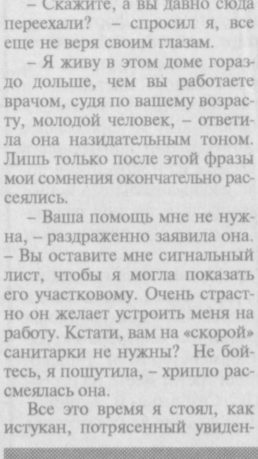 – Скажите, а вы давно сюда
переехали? – спросил я, все
еще не веря своим глазам.
– Я живу в этом доме гораз-
до дольше, чем вы работаете
врачом, судя по вашему возрас-
ту, молодой человек, – ответи-
ла она назидательным тоном.
Лишь только после этой фразы
мои сомнения окончательно рас-
сеялись.
– Ваша помощь мне не нуж-
на, – раздраженно заявила она.
– Вы оставите мне сигнальный
лист, чтобы я могла показать
его участковому. Очень страст-
но он желает устроить меня на
работу. Кстати, вам на «скорой»
санитарки не нужны? Не бой-
тесь, я пошутила, – хрипло рас-
смеялась она.
Все это время я стоял, как
истукан, потрясенный увиден-